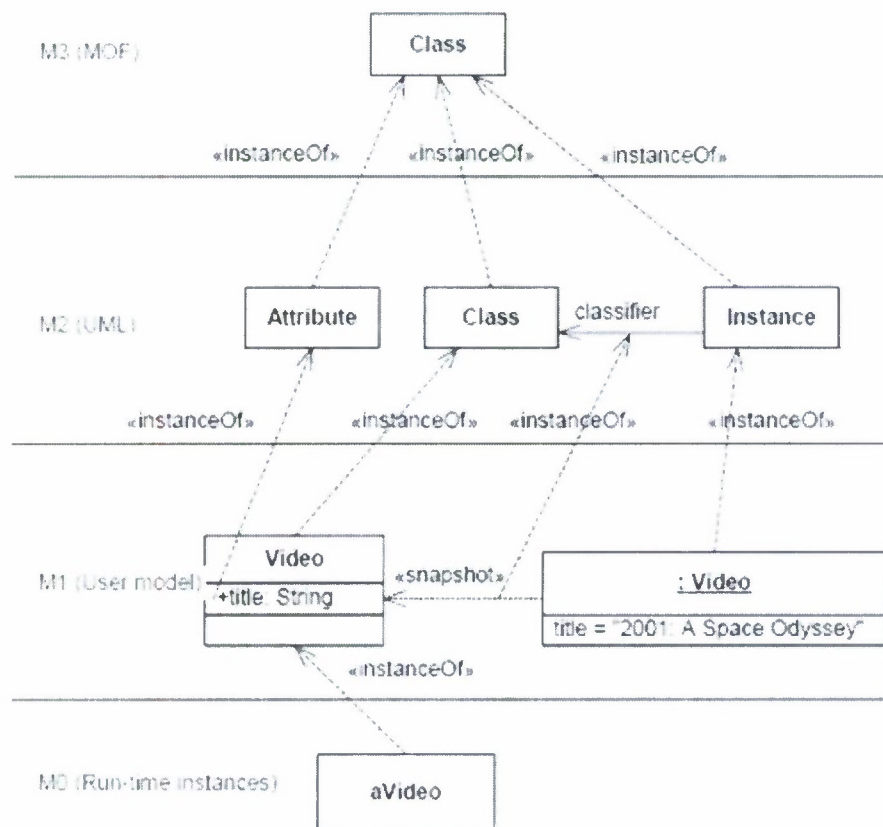 Class
M3 (MOF)
«instanceOf» «instanceOf» «instanceOf»
M2 (UML)
Attribute
Class
classifier
Instance
«instanceOf» «instanceOf» «instanceOf» «instanceOf»
M1 (User model)
Video
+title: String
«snapshot»
: Video
title = "2001: A Space Odyssey"
«instanceOf»
M0 (Run-time instances)
aVideo